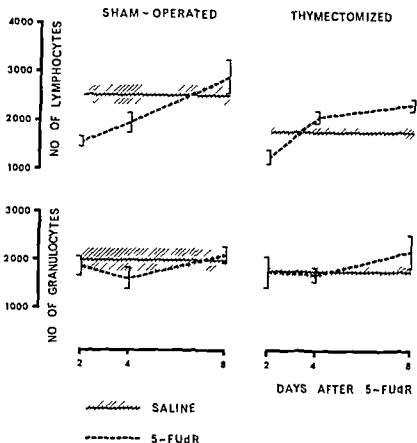 SHAM-OPERATED
THYMECTOMIZED
NO OF LYMPHOCYTES
4000
3000
2000
1000
NO OF GRANULOCYTES
3000
2000
1000
2 4 8
2 4 8
DAYS AFTER 5-FUdR
SALINE
5-FUdR